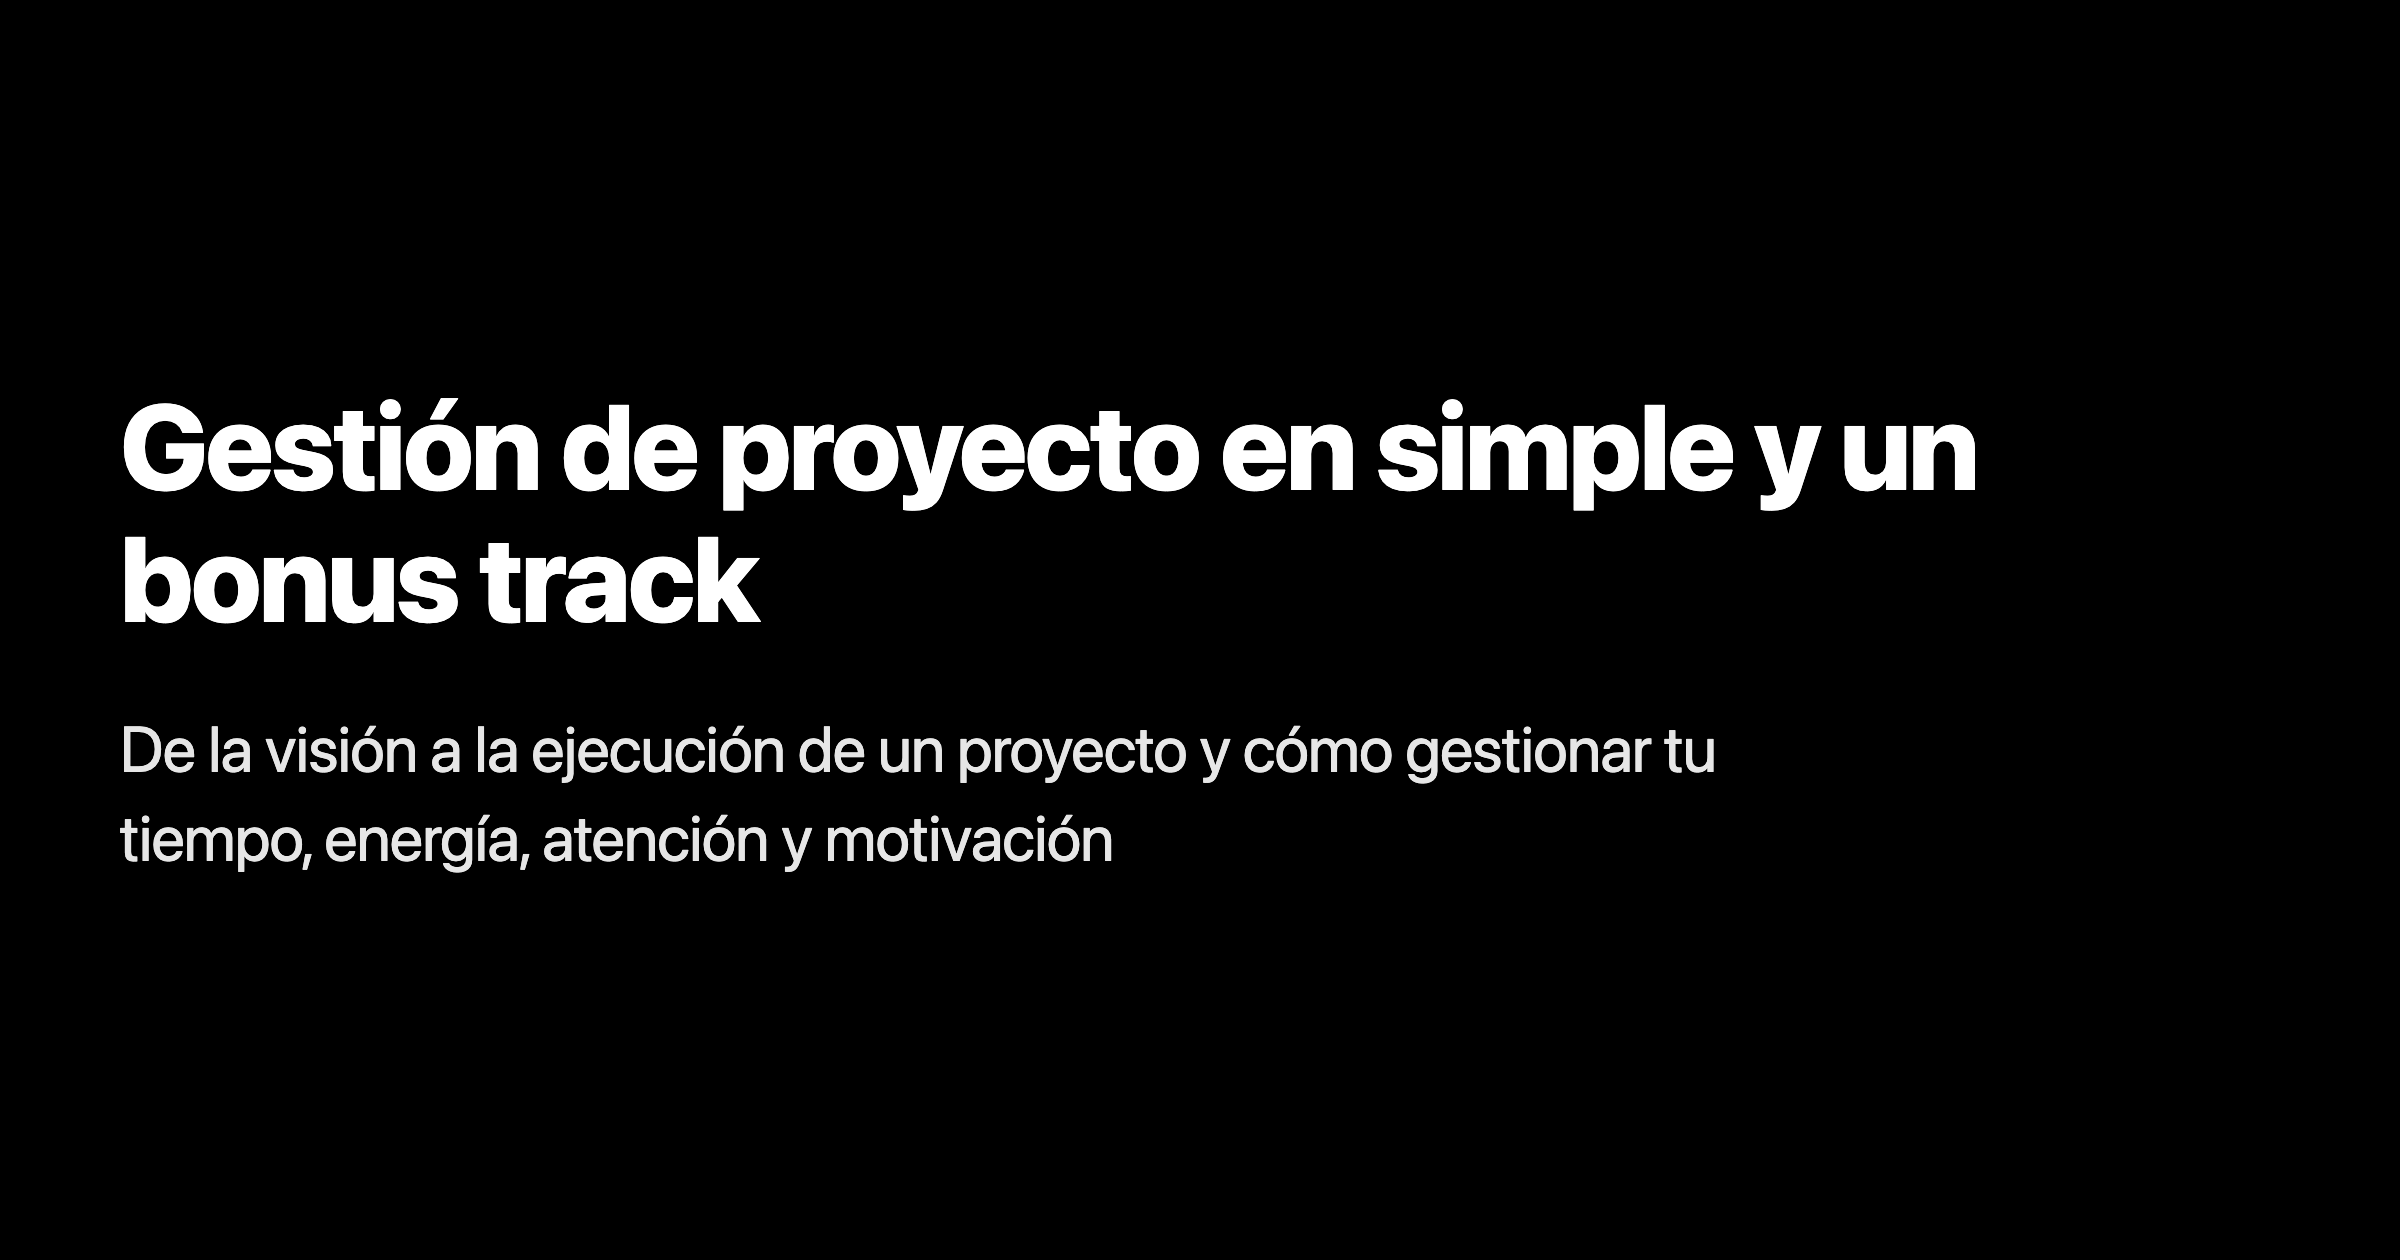 Gestión de proyecto en simple y un
bonus track
De la visión a la ejecución de un proyecto y cómo gestionar tu
tiempo, energía, atención y motivación